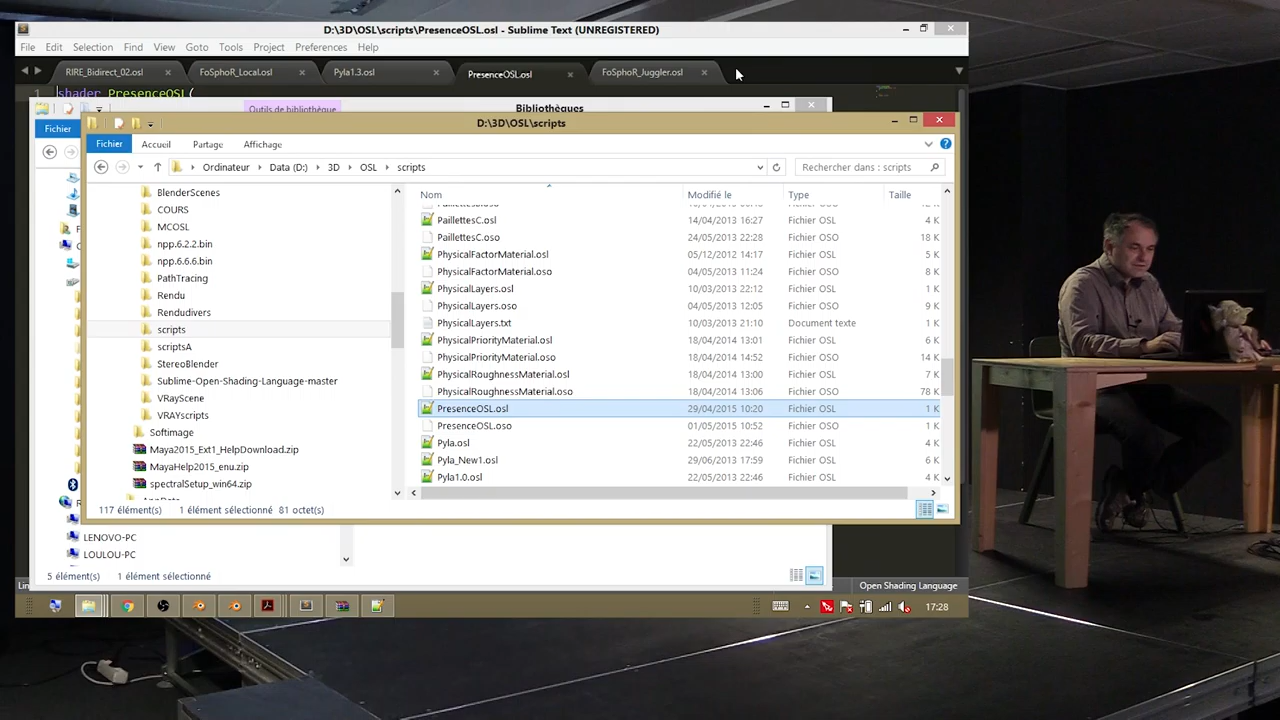 D:\3D\OSL\scripts\PresenceOSL.osl - Sublime Text (UNREGISTERED)
File Edit Selection Find View Goto Tools Project Preferences Help
RIRE_Bidirect_02.osl FoSphoR_Local.osl Pyla1.3.osl PresenceOSL.osl FoSphoR_Juggler.osl
1 shader PresenceOSL(
Outils de bibliothèque Bibliothèques
Fichier
D:\3D\OSL\scripts
Fichier Accueil Partage Affichage
Ordinateur Data (D:) 3D OSL scripts Rechercher dans : scripts
Nom Modifié le Type Taille
BlenderScenes
COURS
MCOSL
npp.6.2.2.bin
npp.6.6.6.bin
PathTracing
Rendu
Rendudivers
scripts
scriptsA
StereoBlender
Sublime-Open-Shading-Language-master
VRayScene
VRAYscripts
Softimage
Maya2015_Ext1_HelpDownload.zip
MayaHelp2015_enu.zip
spectralSetup_win64.zip
PaillettesC.osl 14/04/2013 16:27 Fichier OSL 4 K
PaillettesC.oso 24/05/2013 22:28 Fichier OSO 18 K
PhysicalFactorMaterial.osl 05/12/2012 14:17 Fichier OSL 5 K
PhysicalFactorMaterial.oso 04/05/2013 11:24 Fichier OSO 8 K
PhysicalLayers.osl 10/03/2013 22:12 Fichier OSL 1 K
PhysicalLayers.oso 04/05/2013 12:05 Fichier OSO 9 K
PhysicalLayers.txt 10/03/2013 21:10 Document texte 1 K
PhysicalPriorityMaterial.osl 18/04/2014 13:01 Fichier OSL 6 K
PhysicalPriorityMaterial.oso 18/04/2014 14:52 Fichier OSO 14 K
PhysicalRoughnessMaterial.osl 18/04/2014 13:00 Fichier OSL 7 K
PhysicalRoughnessMaterial.oso 18/04/2014 13:06 Fichier OSO 78 K
PresenceOSL.osl 29/04/2015 10:20 Fichier OSL 1 K
PresenceOSL.oso 01/05/2015 10:52 Fichier OSO 1 K
Pyla.osl 22/05/2013 22:46 Fichier OSL 4 K
Pyla_New1.osl 29/06/2013 17:59 Fichier OSL 6 K
Pyla1.0.osl 22/05/2013 22:46 Fichier OSL 4 K
117 élément(s) 1 élément sélectionné 81 octet(s)
LENOVO-PC
LOULOU-PC
5 élément(s) 1 élément sélectionné
Open Shading Language
17:28